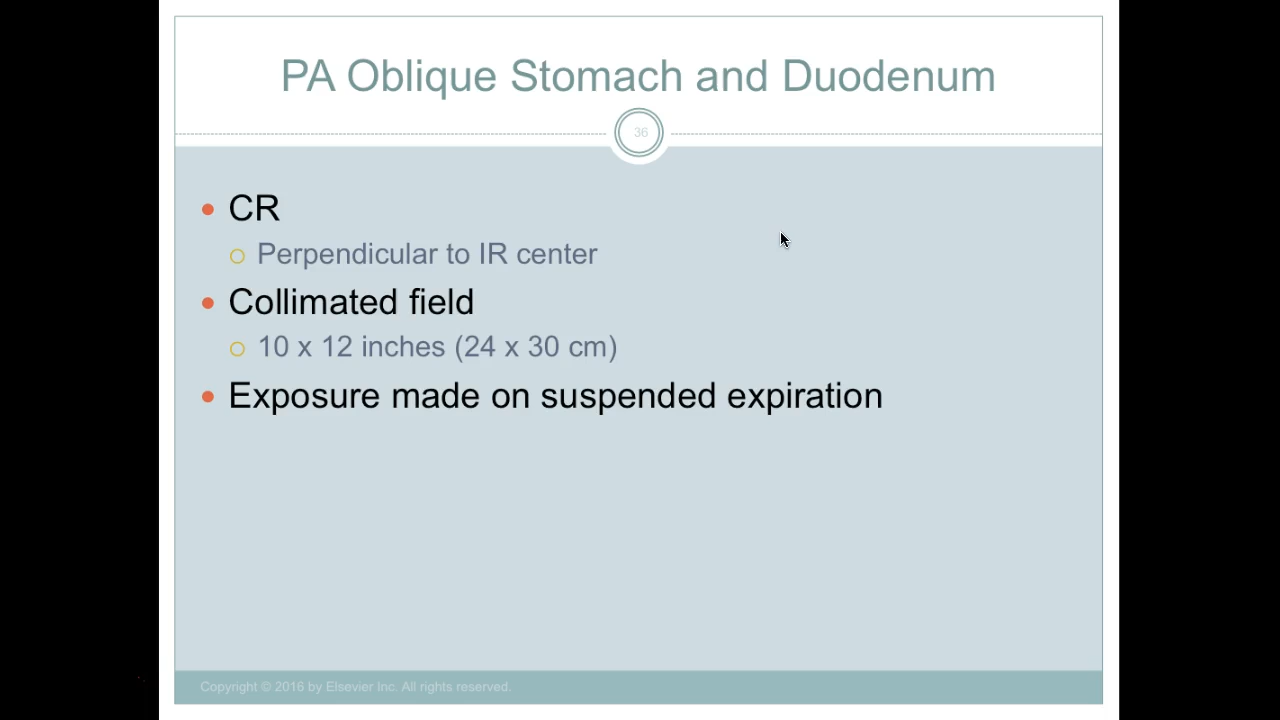 PA Oblique Stomach and Duodenum
36
CR
Perpendicular to IR center
Collimated field
10 x 12 inches (24 x 30 cm)
Exposure made on suspended expiration
Copyright © 2016 by Elsevier Inc. All rights reserved.